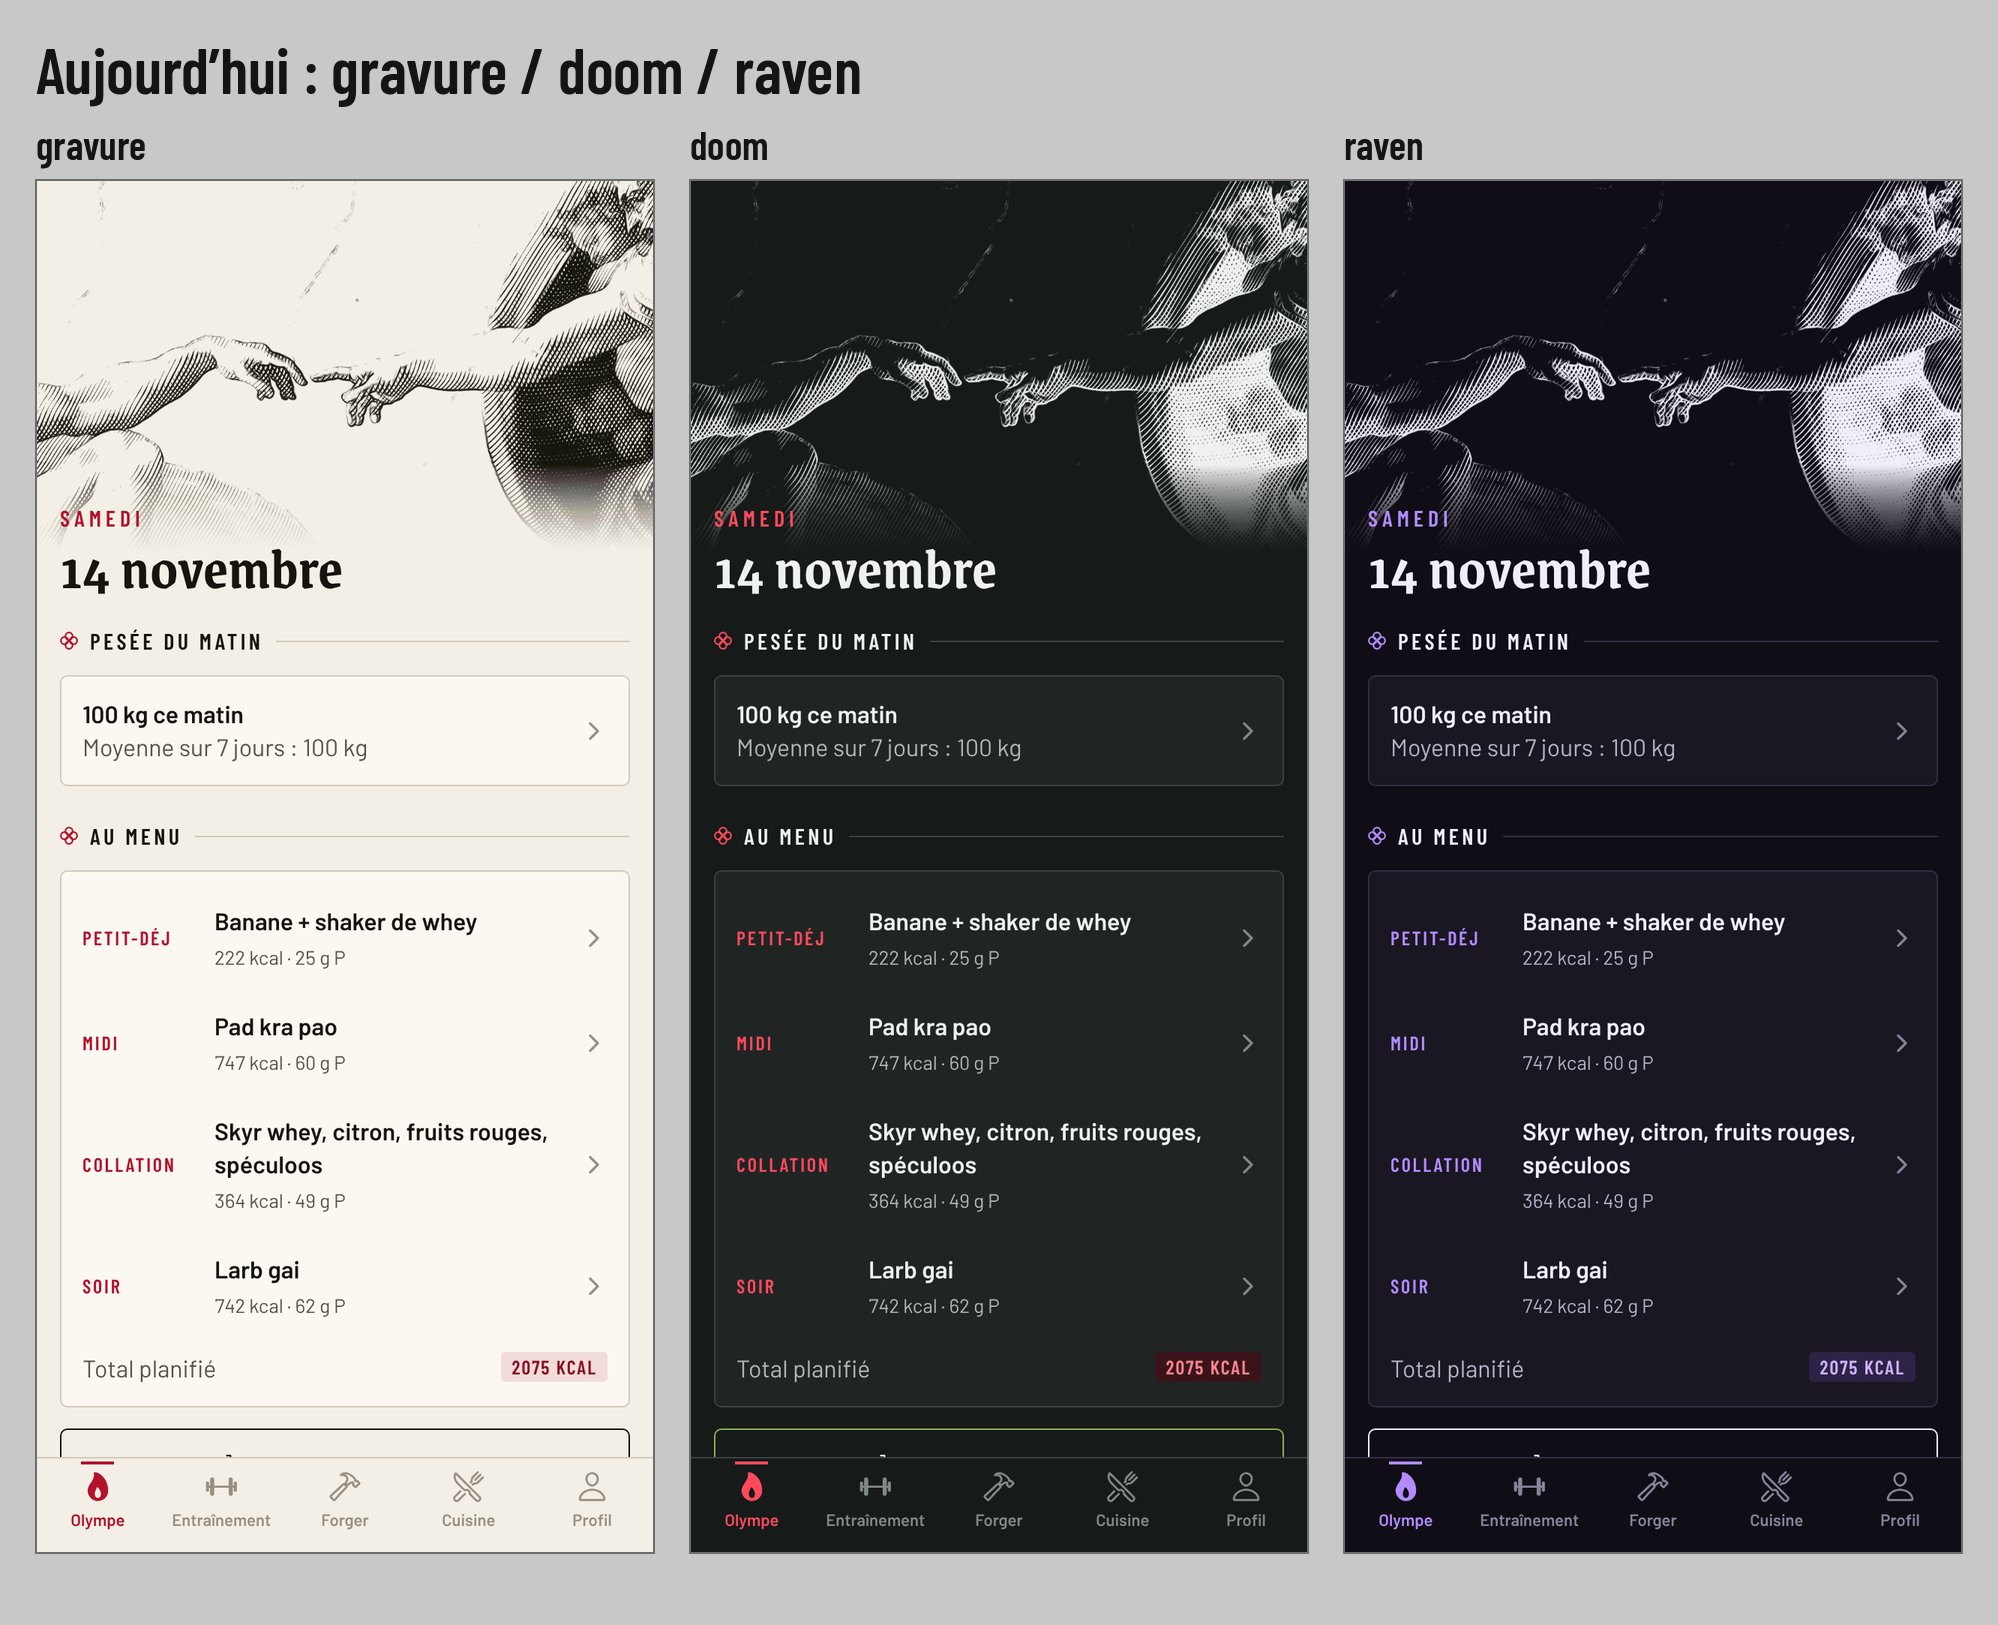 Aujourd’hui : gravure / doom / raven
gravure
SAMEDI
14 novembre
PESÉE DU MATIN
100 kg ce matin
Moyenne sur 7 jours : 100 kg
AU MENU
PETIT-DÉJ
Banane + shaker de whey
222 kcal · 25 g P
MIDI
Pad kra pao
747 kcal · 60 g P
COLLATION
Skyr whey, citron, fruits rouges,
spéculoos
364 kcal · 49 g P
SOIR
Larb gai
742 kcal · 62 g P
Total planifié
2075 KCAL
Olympe
Entraînement
Forger
Cuisine
Profil
doom
SAMEDI
14 novembre
PESÉE DU MATIN
100 kg ce matin
Moyenne sur 7 jours : 100 kg
AU MENU
PETIT-DÉJ
Banane + shaker de whey
222 kcal · 25 g P
MIDI
Pad kra pao
747 kcal · 60 g P
COLLATION
Skyr whey, citron, fruits rouges,
spéculoos
364 kcal · 49 g P
SOIR
Larb gai
742 kcal · 62 g P
Total planifié
2075 KCAL
Olympe
Entraînement
Forger
Cuisine
Profil
raven
SAMEDI
14 novembre
PESÉE DU MATIN
100 kg ce matin
Moyenne sur 7 jours : 100 kg
AU MENU
PETIT-DÉJ
Banane + shaker de whey
222 kcal · 25 g P
MIDI
Pad kra pao
747 kcal · 60 g P
COLLATION
Skyr whey, citron, fruits rouges,
spéculoos
364 kcal · 49 g P
SOIR
Larb gai
742 kcal · 62 g P
Total planifié
2075 KCAL
Olympe
Entraînement
Forger
Cuisine
Profil